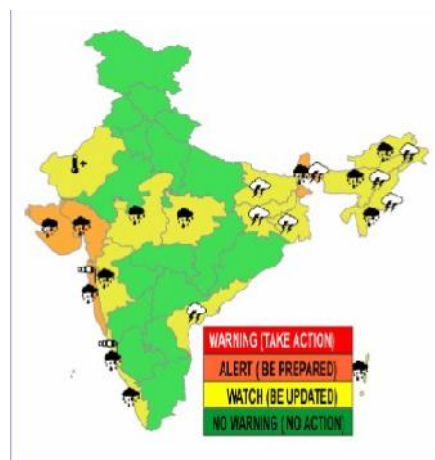 WARNING (TAKE ACTION)
ALERT (BE PREPARED)
WATCH (BE UPDATED)
NO WARNING (NO ACTION)